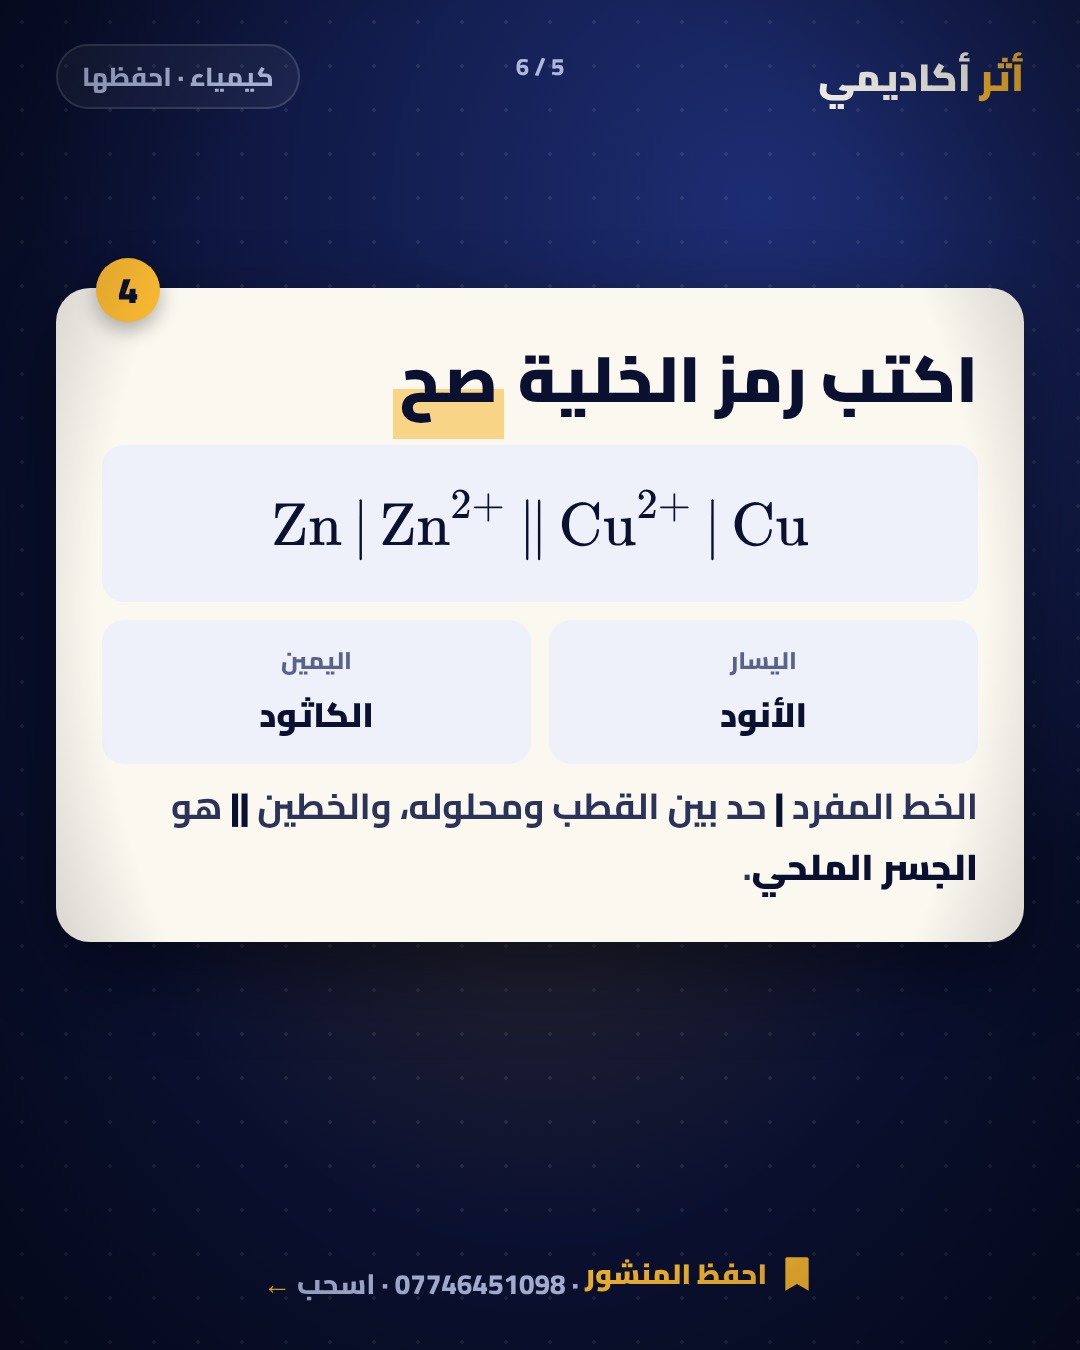 أثر أكاديمي
6 / 5
كيمياء · احفظها
4
اكتب رمز الخلية صح
Zn | Zn²⁺ || Cu²⁺ | Cu
اليسار
الأنود
اليمين
الكاثود
الخط المفرد | حد بين القطب ومحلوله، والخطين || هو
الجسر الملحي.
احفظ المنشور · 07746451098 · اسحب ←